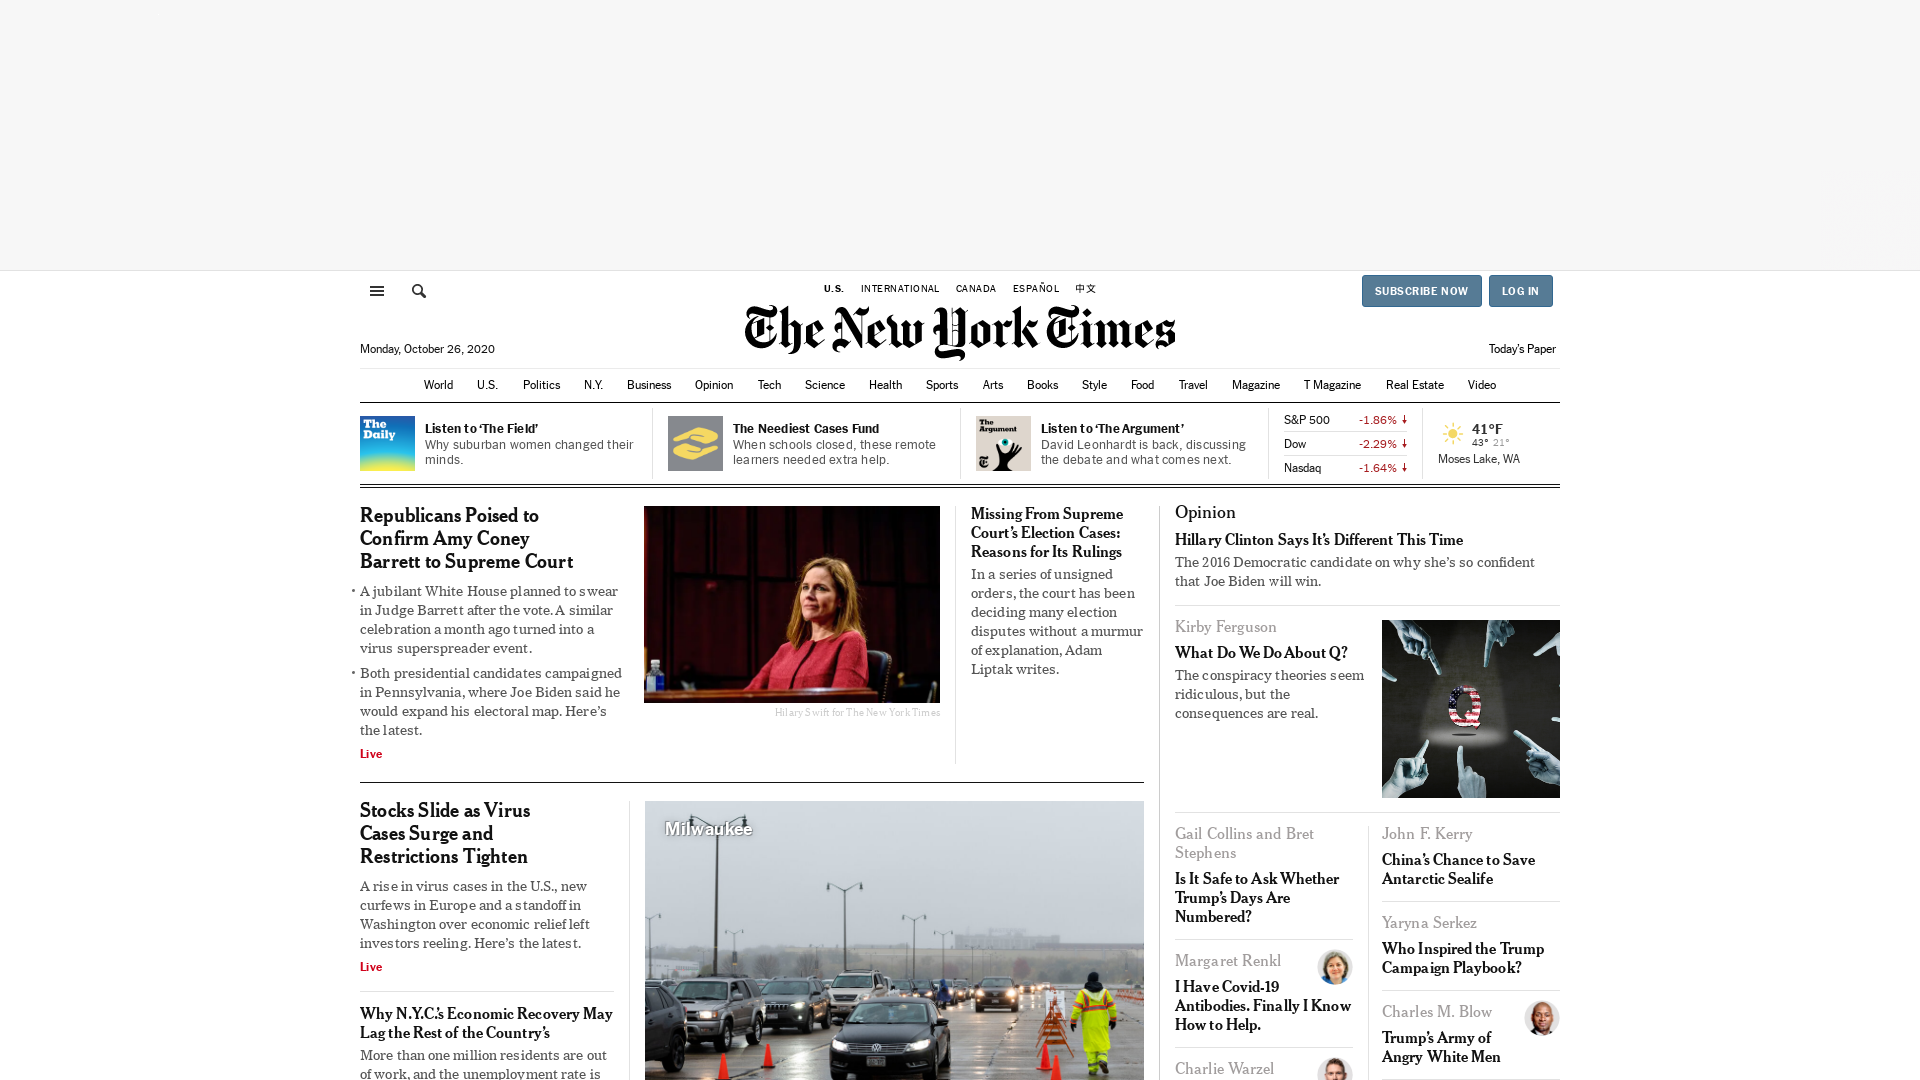 U.S. INTERNATIONAL CANADA ESPAÑOL 中文
SUBSCRIBE NOW LOG IN
The New York Times
Monday, October 26, 2020
Today's Paper
World U.S. Politics N.Y. Business Opinion Tech Science Health Sports Arts Books Style Food Travel Magazine T Magazine Real Estate Video
The
Daily
Listen to ‘The Field’
Why suburban women changed their
minds.
The Neediest Cases Fund
When schools closed, these remote
learners needed extra help.
The
Argument
Listen to ‘The Argument’
David Leonhardt is back, discussing
the debate and what comes next.
S&P 500 -1.86%
Dow -2.29%
Nasdaq -1.64%
41°F
43° 21°
Moses Lake, WA
Republicans Poised to
Confirm Amy Coney
Barrett to Supreme Court
• A jubilant White House planned to swear
in Judge Barrett after the vote. A similar
celebration a month ago turned into a
virus superspreader event.
• Both presidential candidates campaigned
in Pennsylvania, where Joe Biden said he
would expand his electoral map. Here’s
the latest.
Live
Hilary Swift for The New York Times
Missing From Supreme
Court’s Election Cases:
Reasons for Its Rulings
In a series of unsigned
orders, the court has been
deciding many election
disputes without a murmur
of explanation, Adam
Liptak writes.
Stocks Slide as Virus
Cases Surge and
Restrictions Tighten
A rise in virus cases in the U.S., new
curfews in Europe and a standoff in
Washington over economic relief left
investors reeling. Here’s the latest.
Live
Why N.Y.C.’s Economic Recovery May
Lag the Rest of the Country’s
More than one million residents are out
of work, and the unemployment rate is
Milwaukee
Opinion
Hillary Clinton Says It’s Different This Time
The 2016 Democratic candidate on why she’s so confident
that Joe Biden will win.
Kirby Ferguson
What Do We Do About Q?
The conspiracy theories seem
ridiculous, but the
consequences are real.
Q
Gail Collins and Bret
Stephens
Is It Safe to Ask Whether
Trump’s Days Are
Numbered?
Margaret Renkl
I Have Covid-19
Antibodies. Finally I Know
How to Help.
Charlie Warzel
John F. Kerry
China’s Chance to Save
Antarctic Sealife
Yaryna Serkez
Who Inspired the Trump
Campaign Playbook?
Charles M. Blow
Trump’s Army of
Angry White Men